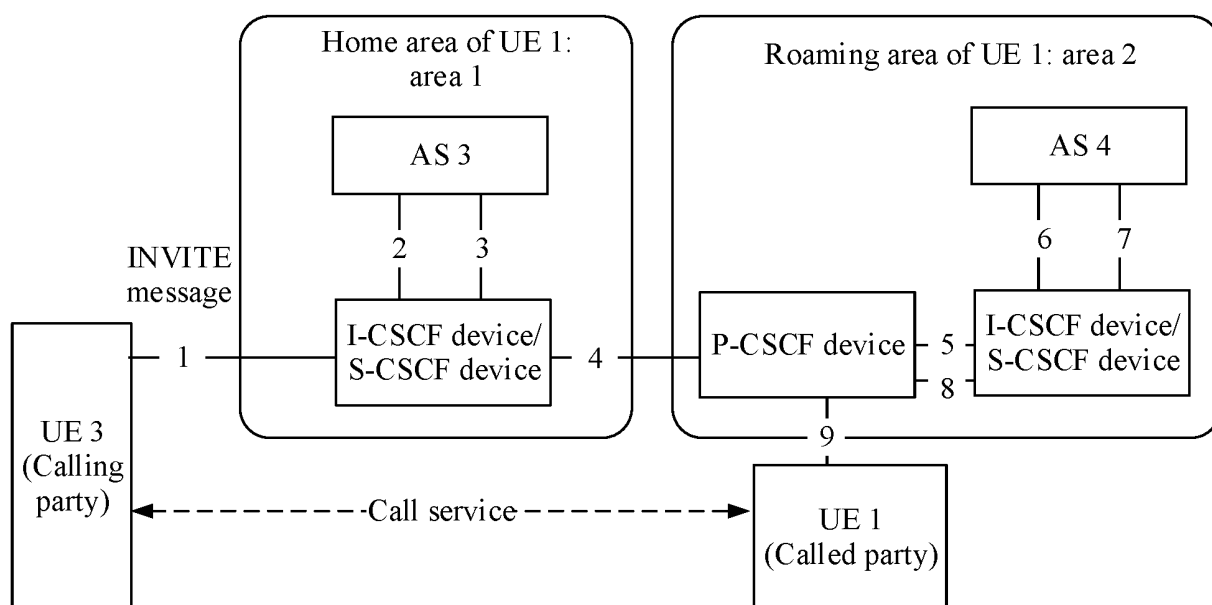 Home area of UE 1:
area 1
Roaming area of UE 1: area 2
AS 3
AS 4
2
3
6
7
INVITE
message
1
I-CSCF device/
S-CSCF device
4
P-CSCF device
5
8
I-CSCF device/
S-CSCF device
9
UE 3
(Calling
party)
Call service
UE 1
(Called party)